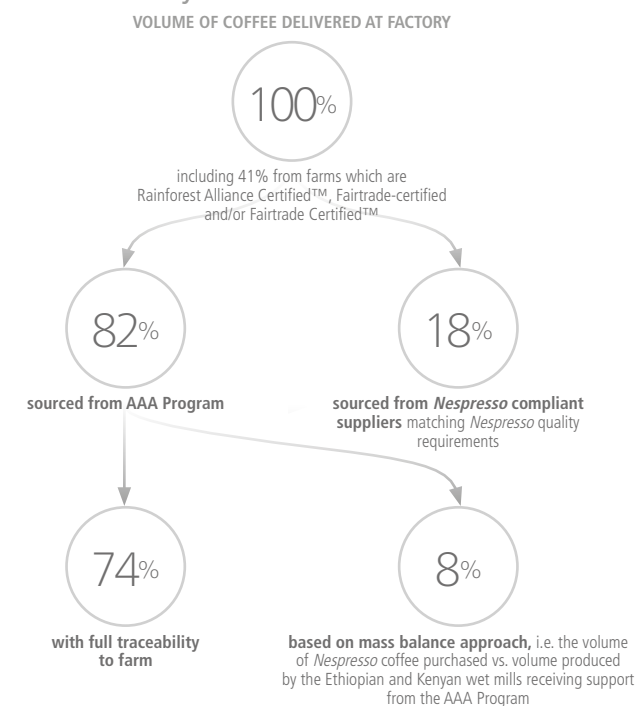 VOLUME OF COFFEE DELIVERED AT FACTORY
100%
including 41% from farms which are
Rainforest Alliance Certified™, Fairtrade-certified
and/or Fairtrade Certified™
82%
18%
sourced from AAA Program
sourced from Nespresso compliant
suppliers matching Nespresso quality
requirements
74%
8%
with full traceability
to farm
based on mass balance approach, i.e. the volume
of Nespresso coffee purchased vs. volume produced
by the Ethiopian and Kenyan wet mills receiving support
from the AAA Program